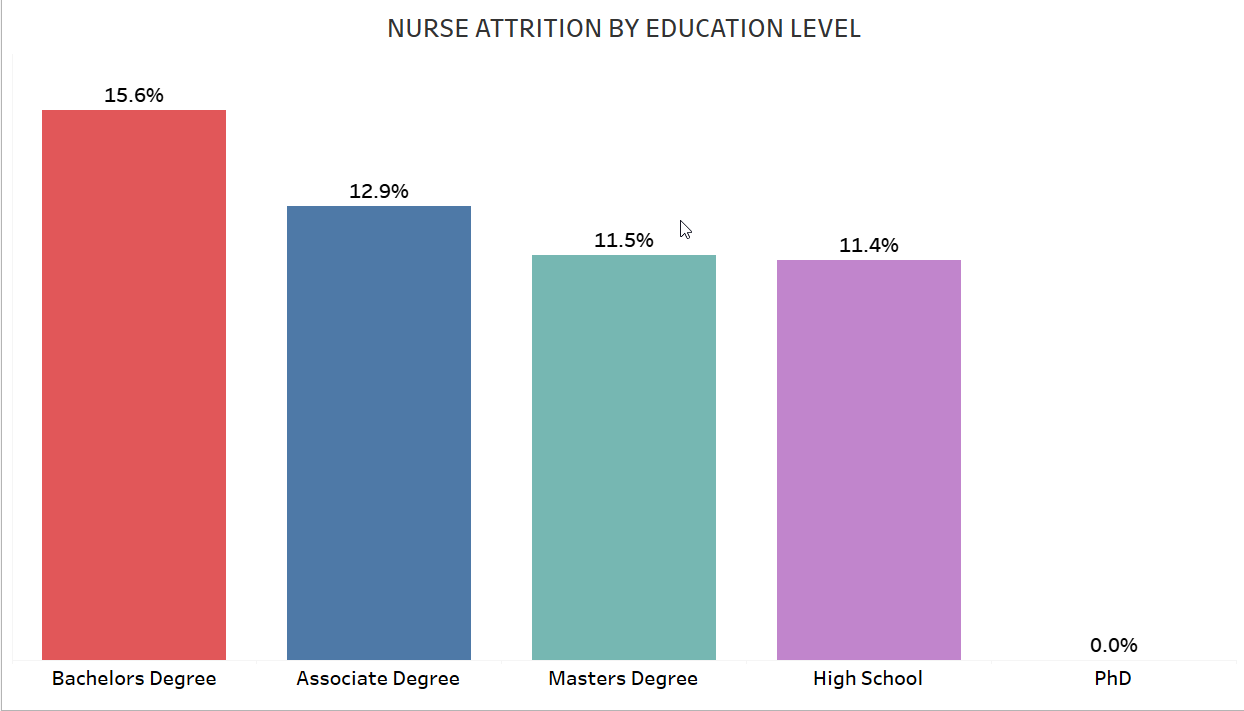 NURSE ATTRITION BY EDUCATION LEVEL
15.6%
12.9%
11.5%
11.4%
0.0%
Bachelors Degree
Associate Degree
Masters Degree
High School
PhD